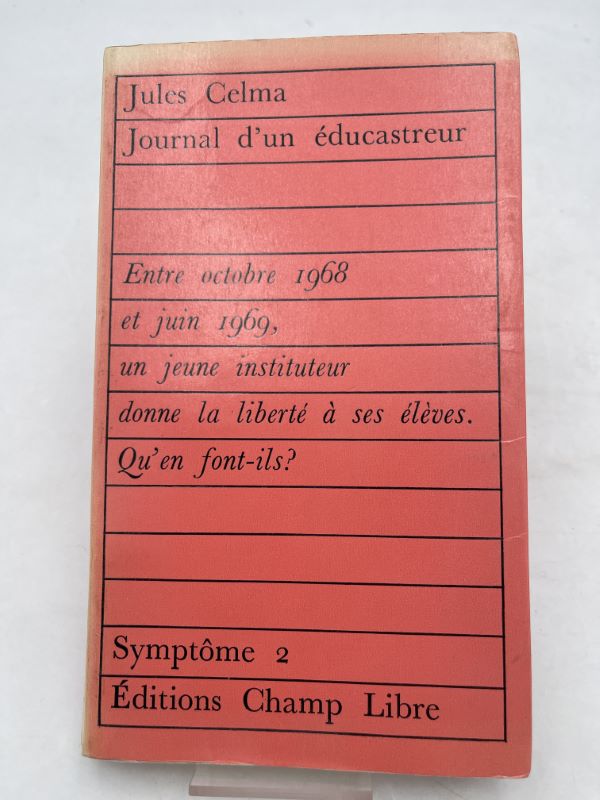 Jules Celma
Journal d'un éducastreur
Entre octobre 1968
et juin 1969,
un jeune instituteur
donne la liberté à ses élèves.
Qu'en font-ils?
Symptôme 2
Éditions Champ Libre